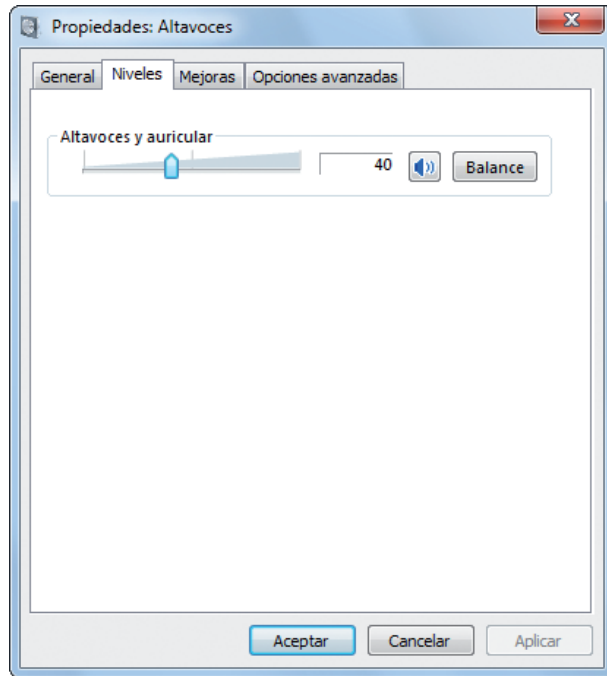 Propiedades: Altavoces
General Niveles Mejoras Opciones avanzadas
Altavoces y auricular
40 Balance
Aceptar Cancelar Aplicar